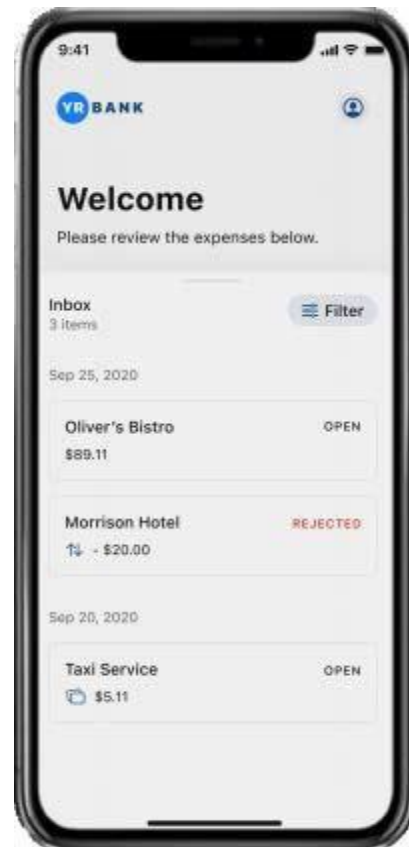 9:41
YR BANK
Welcome
Please review the expenses below.
Inbox
3 items
Filter
Sep 25, 2020
Oliver's Bistro
OPEN
$89.11
Morrison Hotel
REJECTED
- $20.00
Sep 20, 2020
Taxi Service
OPEN
$5.11